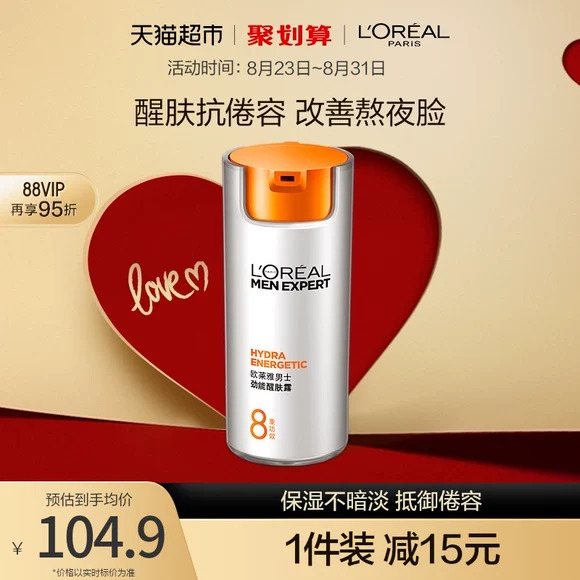 天猫超市 聚划算 L'ORÉAL PARIS
活动时间：8月23日~8月31日
醒肤抗倦容 改善熬夜脸
88VIP
再享95折
love
L'ORÉAL
MEN EXPERT
HYDRA
ENERGETIC
欧莱雅男士
劲能醒肤露
8重功效
预估到手均价
¥104.9
*价格以实时标价为准
保湿不暗淡 抵御倦容
1件装 减15元